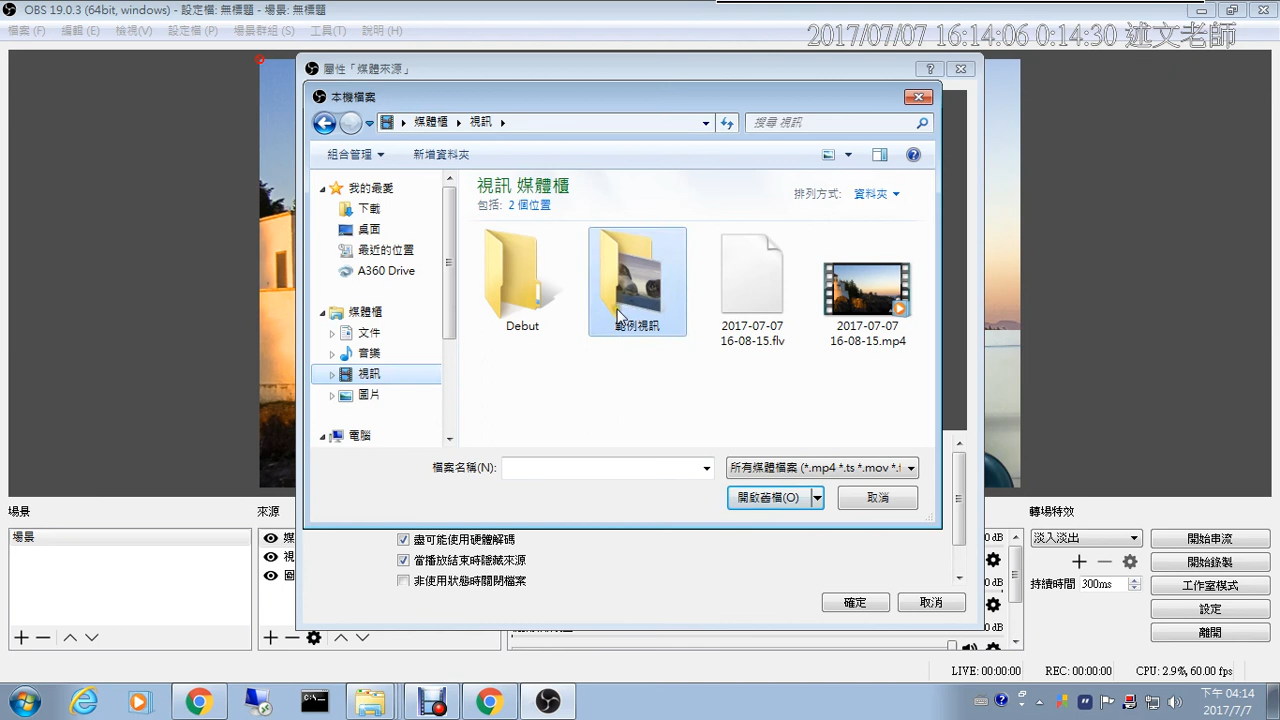 OBS 19.0.3 (64bit, windows) - 設定檔: 無標題 - 場景: 無標題
檔案 (F) 編輯 (E) 檢視(V) 設定檔 (P) 場景群組 (S) 工具(T) 說明 (H)
2017/07/07 16:14:06 0:14:30 述文老師
屬性「媒體來源」
本機檔案
媒體櫃 視訊
搜尋 視訊
組合管理 新增資料夾
我的最愛
下載
桌面
最近的位置
A360 Drive
媒體櫃
文件
音樂
視訊
圖片
電腦
視訊 媒體櫃
包括: 2 個位置
排列方式: 資料夾
Debut
範例視訊
2017-07-07
16-08-15.flv
2017-07-07
16-08-15.mp4
檔案名稱(N):
所有媒體檔案 (*.mp4 *.ts *.mov *.f
開啟舊檔(O)
取消
盡可能使用硬體解碼
當播放結束時隱藏來源
非使用狀態時關閉檔案
確定
取消
場景
場景
來源
媒
視
圖
0 dB
0 dB
0 dB
轉場特效
淡入淡出
持續時間 300ms
開始串流
開始錄製
工作室模式
設定
離開
LIVE: 00:00:00
REC: 00:00:00
CPU: 2.9%, 60.00 fps
下午 04:14
2017/7/7